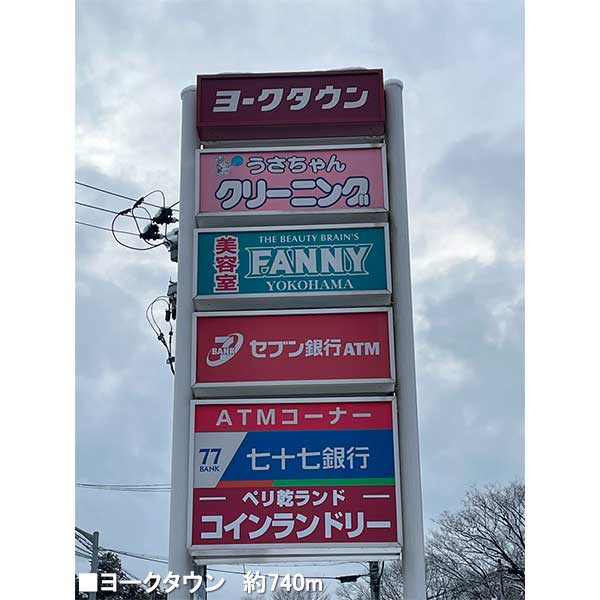 ヨークタウン
うさちゃん
クリーニング
美容室
THE BEAUTY BRAIN'S
FANNY
YOKOHAMA
7
BANK
セブン銀行ATM
ATMコーナー
77
BANK
七十七銀行
ペリ乾ランド
コインランドリー
■ヨークタウン 約740m